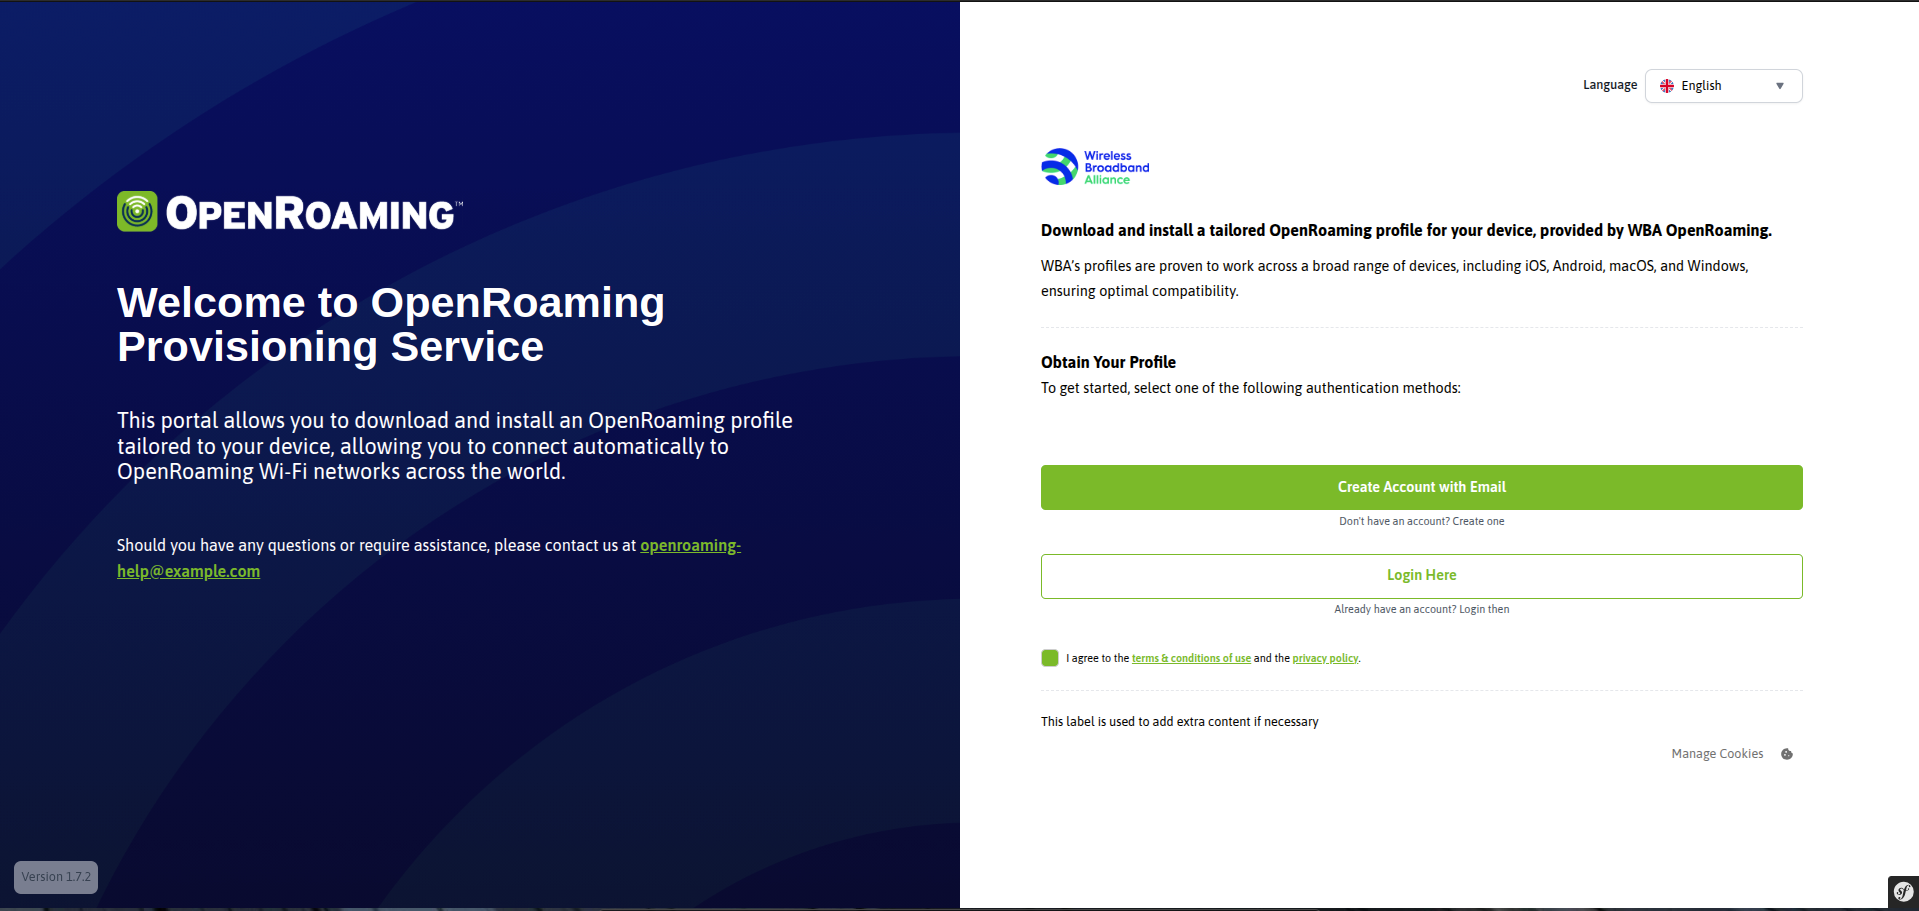 OPENROAMING™
Welcome to OpenRoaming
Provisioning Service
This portal allows you to download and install an OpenRoaming profile
tailored to your device, allowing you to connect automatically to
OpenRoaming Wi-Fi networks across the world.
Should you have any questions or require assistance, please contact us at openroaming-
help@example.com
Version 1.7.2
Language English
Wireless
Broadband
Alliance
Download and install a tailored OpenRoaming profile for your device, provided by WBA OpenRoaming.
WBA's profiles are proven to work across a broad range of devices, including iOS, Android, macOS, and Windows,
ensuring optimal compatibility.
Obtain Your Profile
To get started, select one of the following authentication methods:
Create Account with Email
Don't have an account? Create one
Login Here
Already have an account? Login then
I agree to the terms & conditions of use and the privacy policy.
This label is used to add extra content if necessary
Manage Cookies
sf